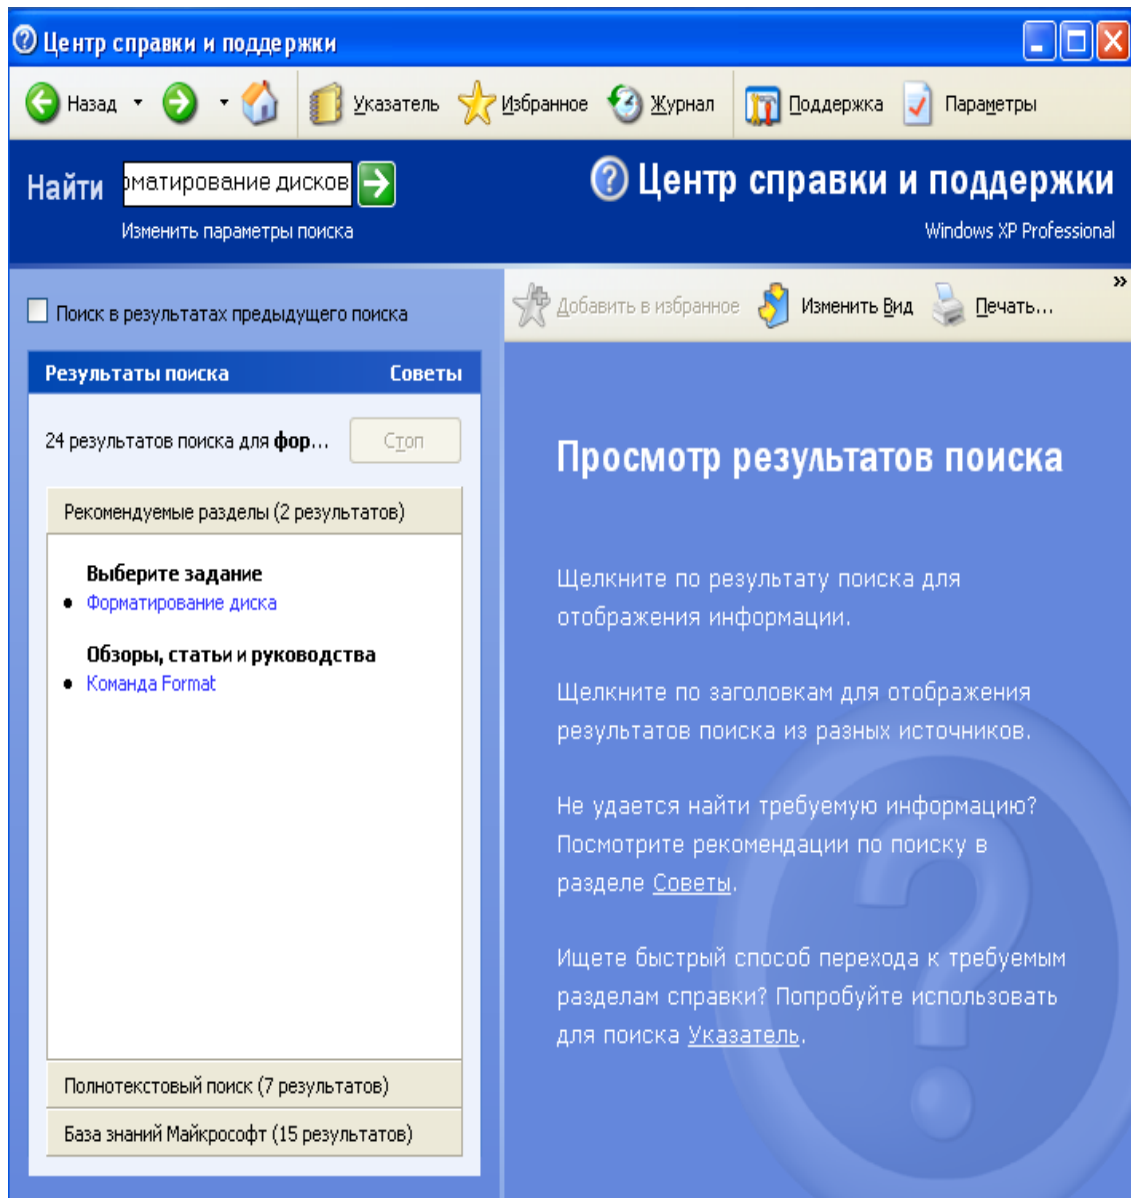 Центр справки и поддержки
Назад Указатель Избранное Журнал Поддержка Параметры
Найти
рматирование дисков
Изменить параметры поиска
Центр справки и поддержки
Windows XP Professional
Поиск в результатах предыдущего поиска
Результаты поиска Советы
24 результатов поиска для фор... Стоп
Рекомендуемые разделы (2 результатов)
Выберите задание
• Форматирование диска
Обзоры, статьи и руководства
• Команда Format
Полнотекстовый поиск (7 результатов)
База знаний Майкрософт (15 результатов)
Добавить в избранное Изменить Вид Печать... »
Просмотр результатов поиска
Щелкните по результату поиска для
отображения информации.
Щелкните по заголовкам для отображения
результатов поиска из разных источников.
Не удается найти требуемую информацию?
Посмотрите рекомендации по поиску в
разделе Советы.
Ищете быстрый способ перехода к требуемым
разделам справки? Попробуйте использовать
для поиска Указатель.